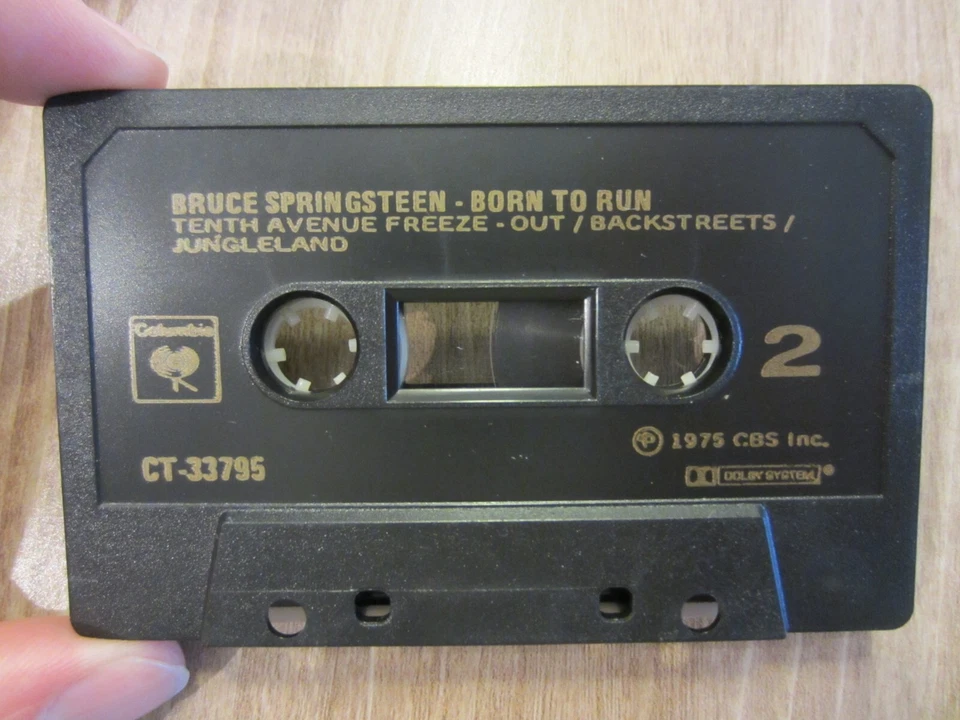 BRUCE SPRINGSTEEN - BORN TO RUN
TENTH AVENUE FREEZE - OUT / BACKSTREETS /
JUNGLELAND
Columbia
2
℗ 1975 CBS Inc.
CT-33795
DOLBY SYSTEM®